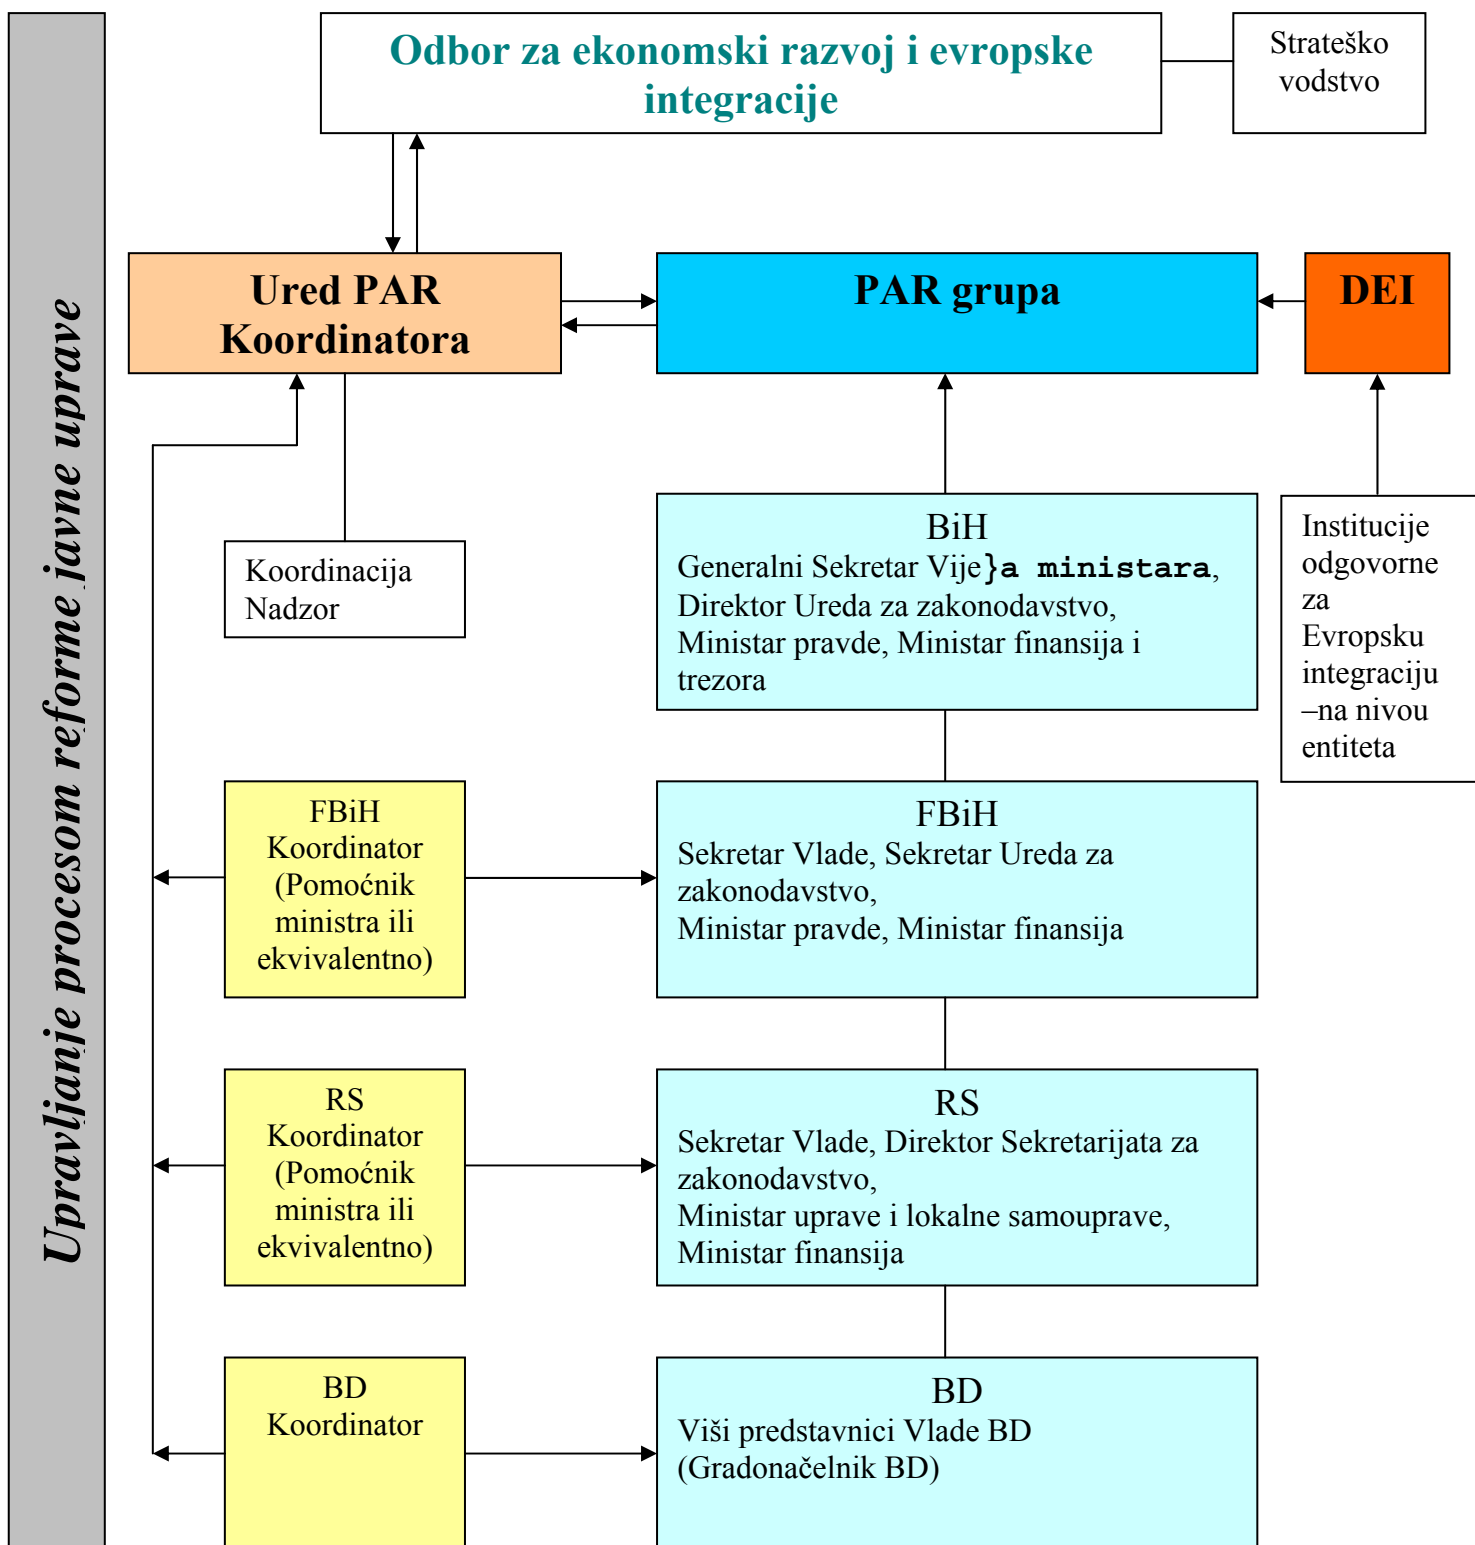 Upravljanje procesom reforme javne uprave
Odbor za ekonomski razvoj i evropske
integracije
Strateško
vodstvo
Ured PAR
Koordinatora
PAR grupa
DEI
Koordinacija
Nadzor
BiH
Generalni Sekretar Vije}a ministara,
Direktor Ureda za zakonodavstvo,
Ministar pravde, Ministar finansija i
trezora
Institucije
odgovorne
za
Evropsku
integraciju
–na nivou
entiteta
FBiH
Koordinator
(Pomoćnik
ministra ili
ekvivalentno)
FBiH
Sekretar Vlade, Sekretar Ureda za
zakonodavstvo,
Ministar pravde, Ministar finansija
RS
Koordinator
(Pomoćnik
ministra ili
ekvivalentno)
RS
Sekretar Vlade, Direktor Sekretarijata za
zakonodavstvo,
Ministar uprave i lokalne samouprave,
Ministar finansija
BD
Koordinator
BD
Viši predstavnici Vlade BD
(Gradonačelnik BD)